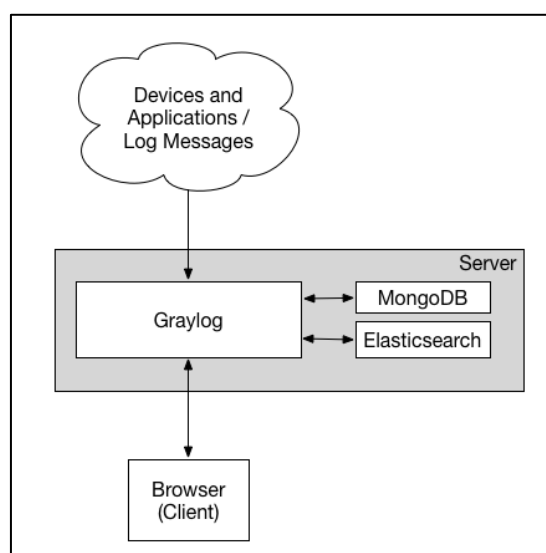 Devices and
Applications /
Log Messages
Server
MongoDB
Graylog
Elasticsearch
Browser
(Client)